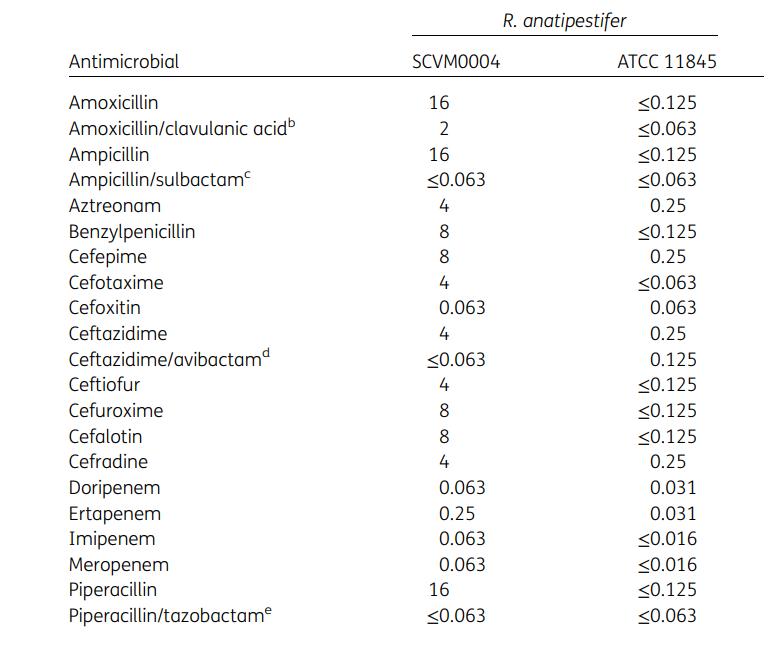 R. anatipestifer
Antimicrobial SCVM0004 ATCC 11845
Amoxicillin 16 ≤0.125
Amoxicillin/clavulanic acidb 2 ≤0.063
Ampicillin 16 ≤0.125
Ampicillin/sulbactamc ≤0.063 ≤0.063
Aztreonam 4 0.25
Benzylpenicillin 8 ≤0.125
Cefepime 8 0.25
Cefotaxime 4 ≤0.063
Cefoxitin 0.063 0.063
Ceftazidime 4 0.25
Ceftazidime/avibactamd ≤0.063 0.125
Ceftiofur 4 ≤0.125
Cefuroxime 8 ≤0.125
Cefalotin 8 ≤0.125
Cefradine 4 0.25
Doripenem 0.063 0.031
Ertapenem 0.25 0.031
Imipenem 0.063 ≤0.016
Meropenem 0.063 ≤0.016
Piperacillin 16 ≤0.125
Piperacillin/tazobactame ≤0.063 ≤0.063